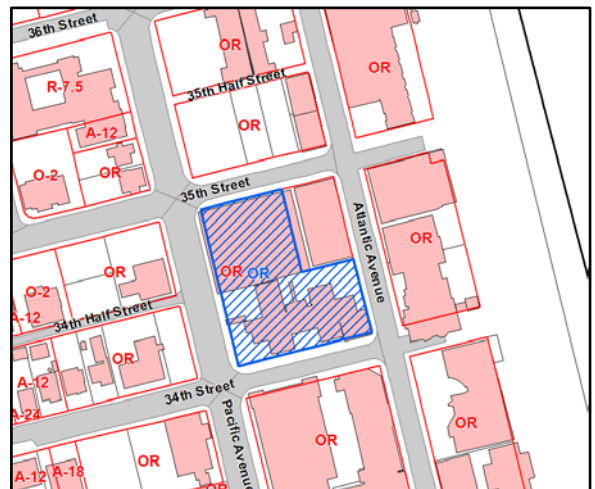 36th Street
OR
OR
R-7.5
35th Half Street
A-12
OR
O-2
OR
35th Street
OR
OR
Atlantic Avenue
OR
O-2
A-12
34th Half Street
OR
A-12
A-24
34th Street
OR
Pacific Avenue
OR
OR
A-12
A-18
OR
OR